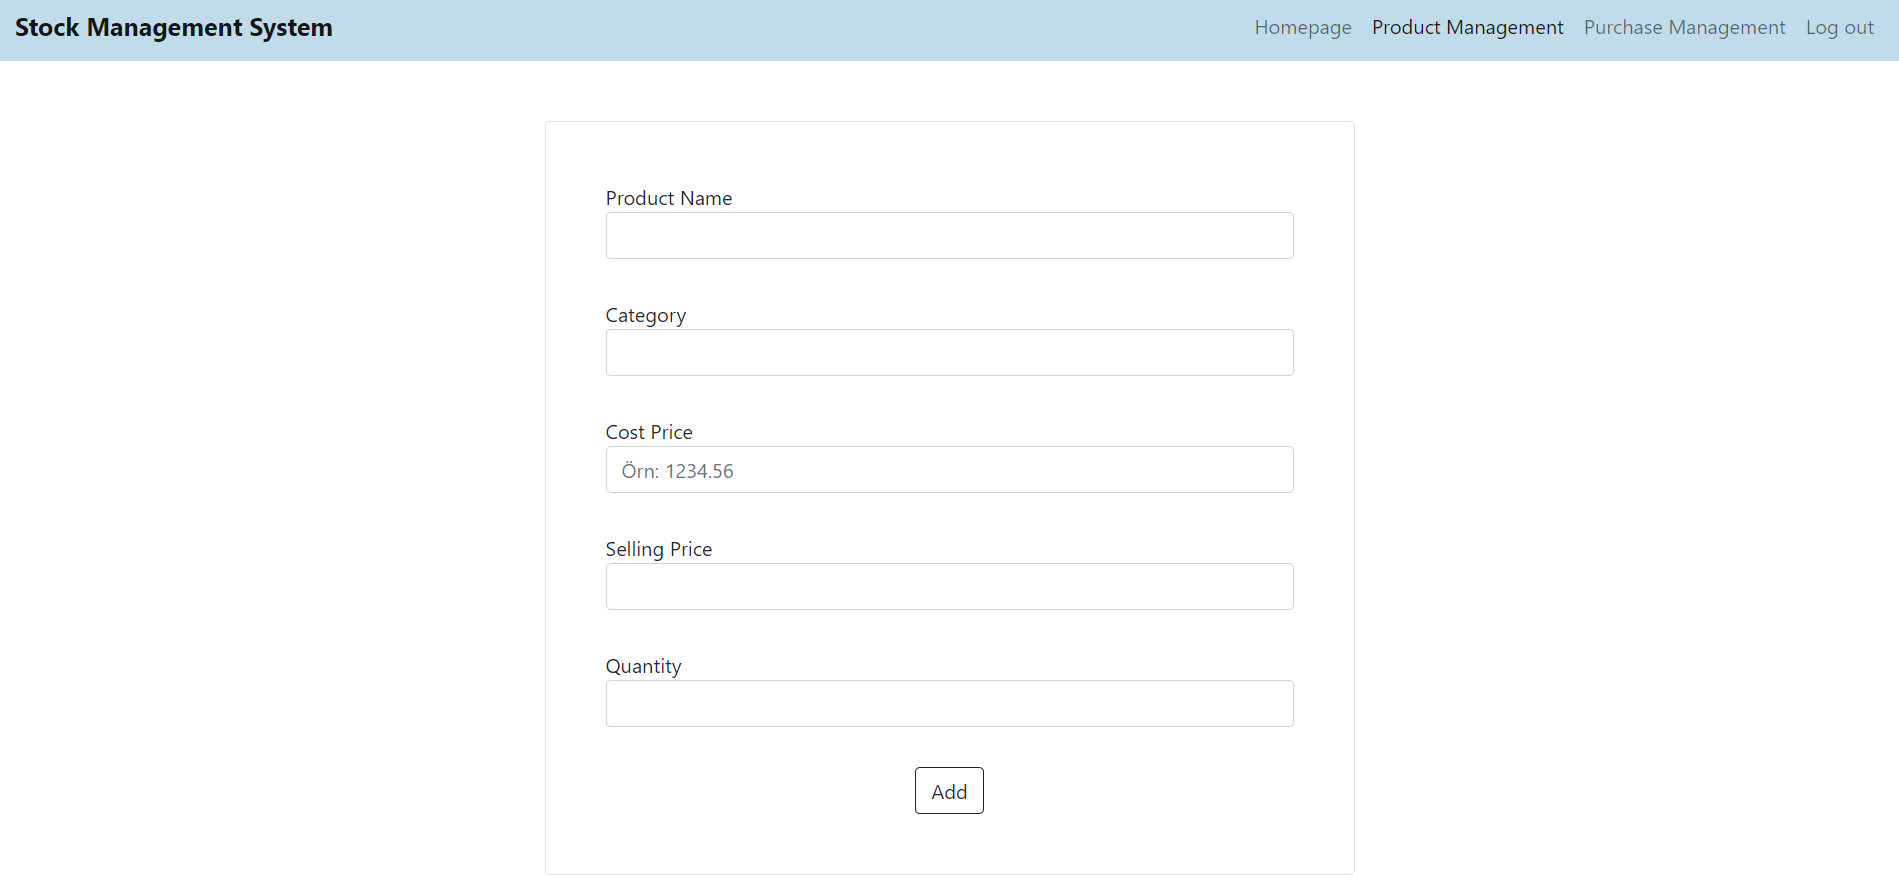 Stock Management System
Homepage Product Management Purchase Management Log out
Product Name
Category
Cost Price
Örn: 1234.56
Selling Price
Quantity
Add